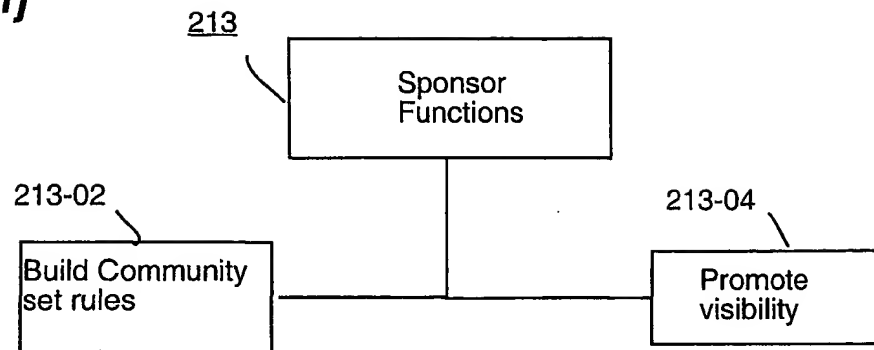 213
Sponsor
Functions
213-02
213-04
Build Community
set rules
Promote
visibility